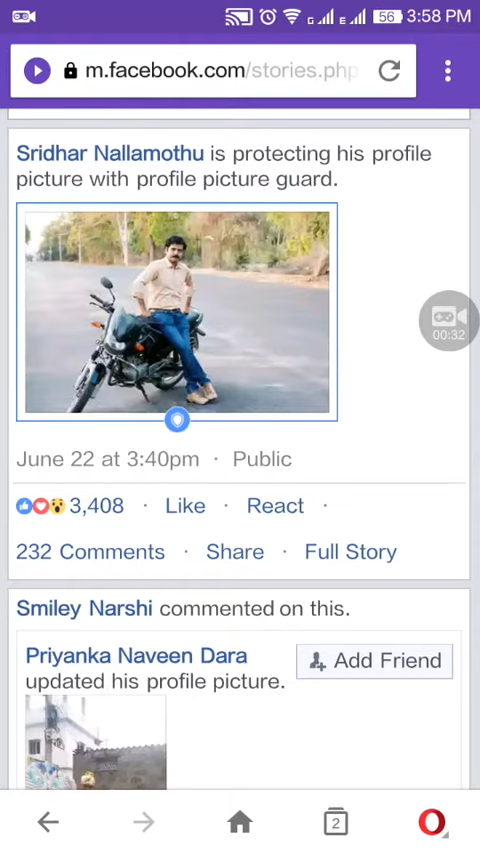 G E 56 3:58 PM
m.facebook.com/stories.php
Sridhar Nallamothu is protecting his profile
picture with profile picture guard.
00:32
June 22 at 3:40pm · Public
3,408 · Like · React ·
232 Comments · Share · Full Story
Smiley Narshi commented on this.
Priyanka Naveen Dara
Add Friend
updated his profile picture.
2